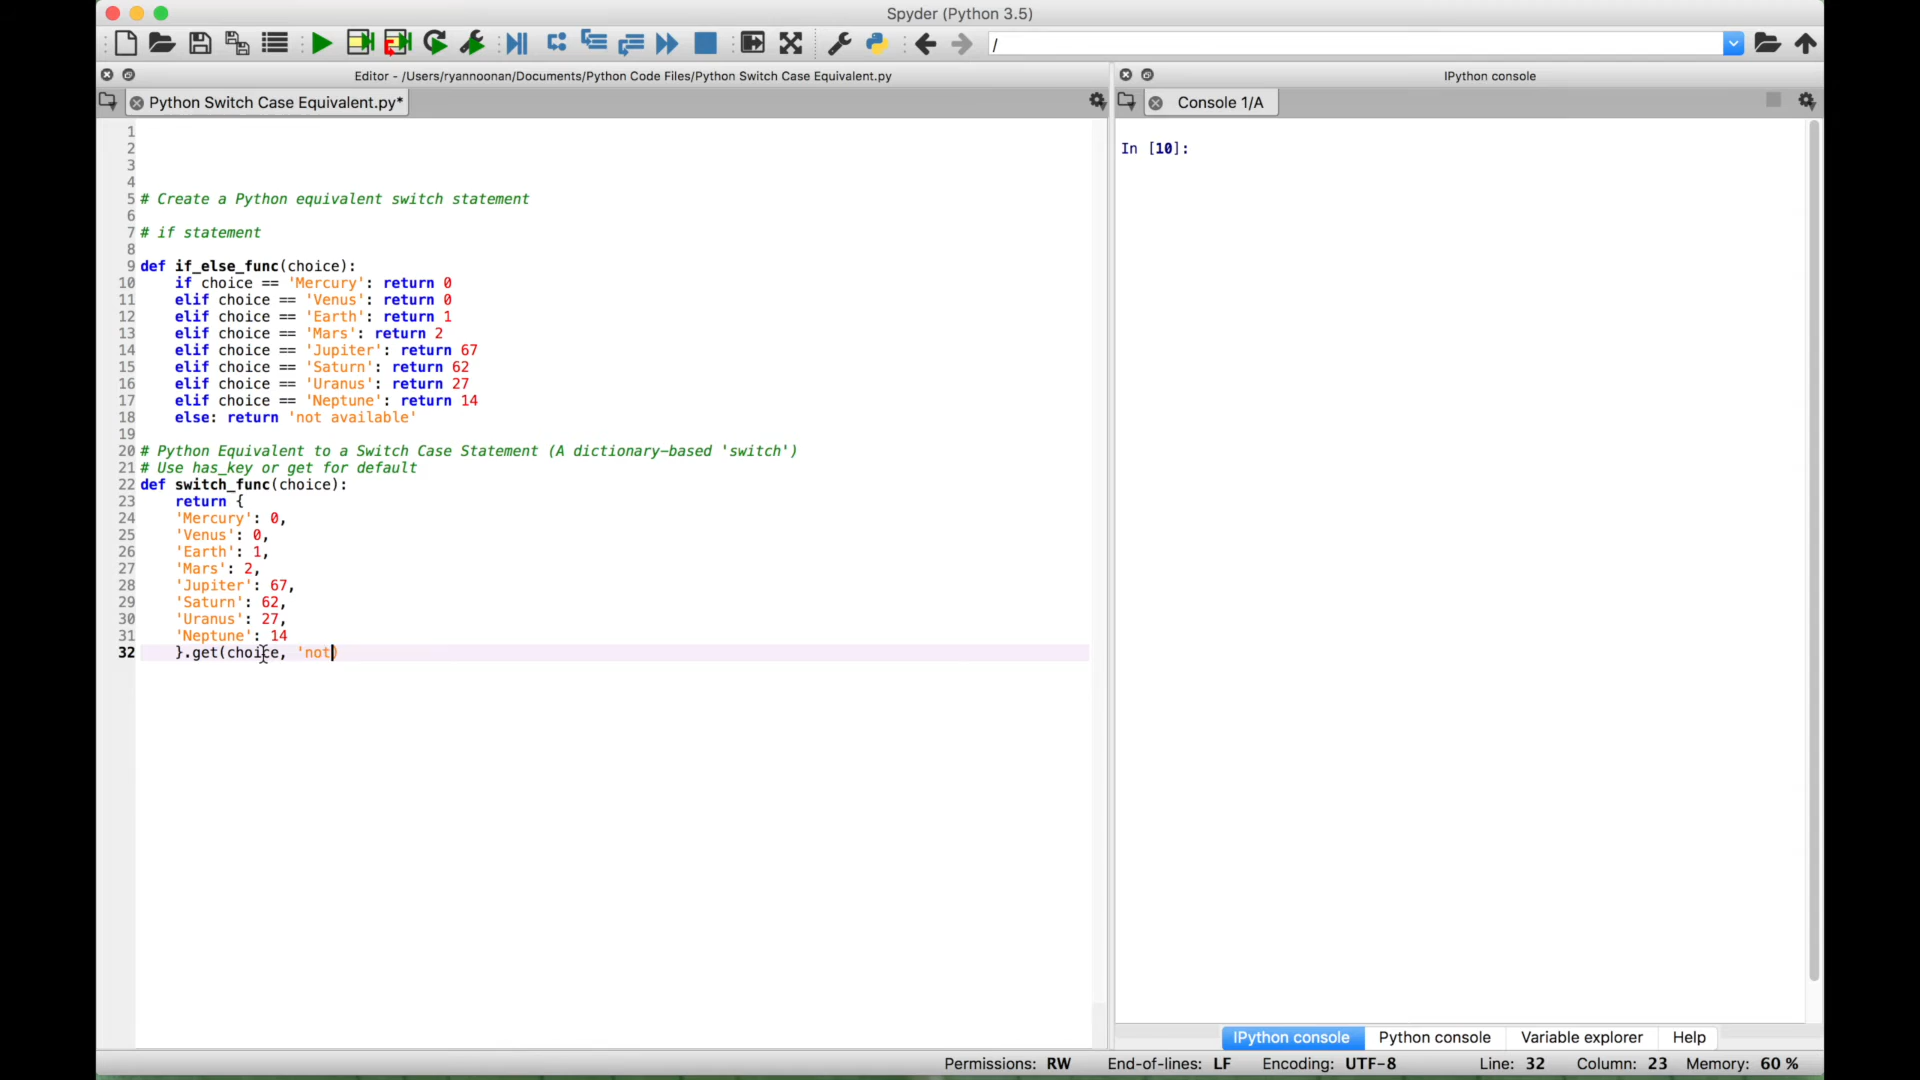 Spyder (Python 3.5)
/
Editor - /Users/ryannoonan/Documents/Python Code Files/Python Switch Case Equivalent.py
IPython console
Python Switch Case Equivalent.py*
Console 1/A
1
2
3
4
5 # Create a Python equivalent switch statement
6
7 # if statement
8
9 def if_else_func(choice):
10 if choice == 'Mercury': return 0
11 elif choice == 'Venus': return 0
12 elif choice == 'Earth': return 1
13 elif choice == 'Mars': return 2
14 elif choice == 'Jupiter': return 67
15 elif choice == 'Saturn': return 62
16 elif choice == 'Uranus': return 27
17 elif choice == 'Neptune': return 14
18 else: return 'not available'
19
20 # Python Equivalent to a Switch Case Statement (A dictionary-based 'switch')
21 # Use has_key or get for default
22 def switch_func(choice):
23 return {
24 'Mercury': 0,
25 'Venus': 0,
26 'Earth': 1,
27 'Mars': 2,
28 'Jupiter': 67,
29 'Saturn': 62,
30 'Uranus': 27,
31 'Neptune': 14
32 }.get(choice, 'not)
In [10]:
IPython console Python console Variable explorer Help
Permissions: RW End-of-lines: LF Encoding: UTF-8 Line: 32 Column: 23 Memory: 60 %